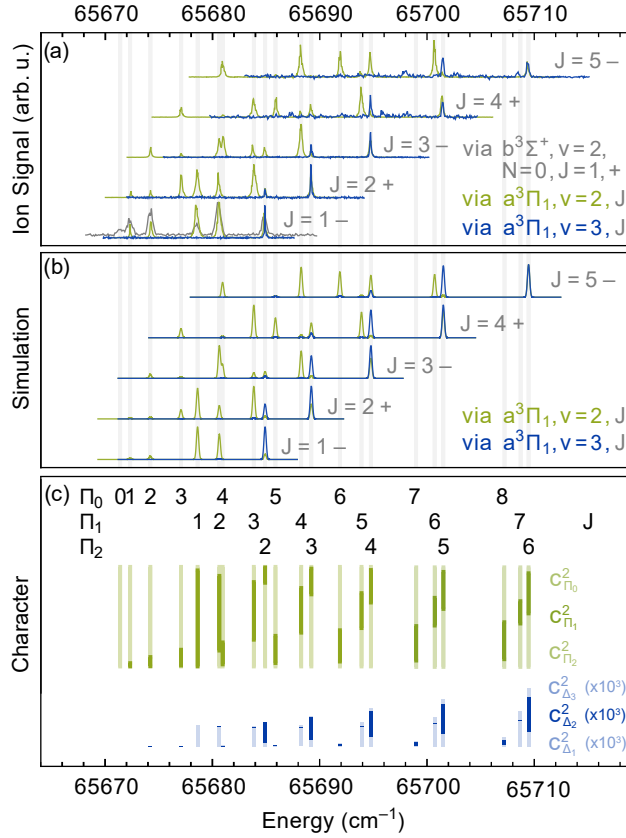 65670 65680 65690 65700 65710
(a)
J = 5 –
J = 4 +
J = 3 –
J = 2 +
J = 1 –
via b³Σ⁺, v = 2,
N = 0, J = 1, +
via a³Π₁, v = 2, J
via a³Π₁, v = 3, J
Ion Signal (arb. u.)
(b)
J = 5 –
J = 4 +
J = 3 –
J = 2 +
J = 1 –
via a³Π₁, v = 2, J
via a³Π₁, v = 3, J
Simulation
(c)
Π₀ 0 1 2 3 4 5 6 7 8
Π₁ 1 2 3 4 5 6 7 J
Π₂ 2 3 4 5 6
c²Π₀
c²Π₁
c²Π₂
c²Δ₃ (x10³)
c²Δ₂ (x10³)
c²Δ₁ (x10³)
Character
65670 65680 65690 65700 65710
Energy (cm⁻¹)